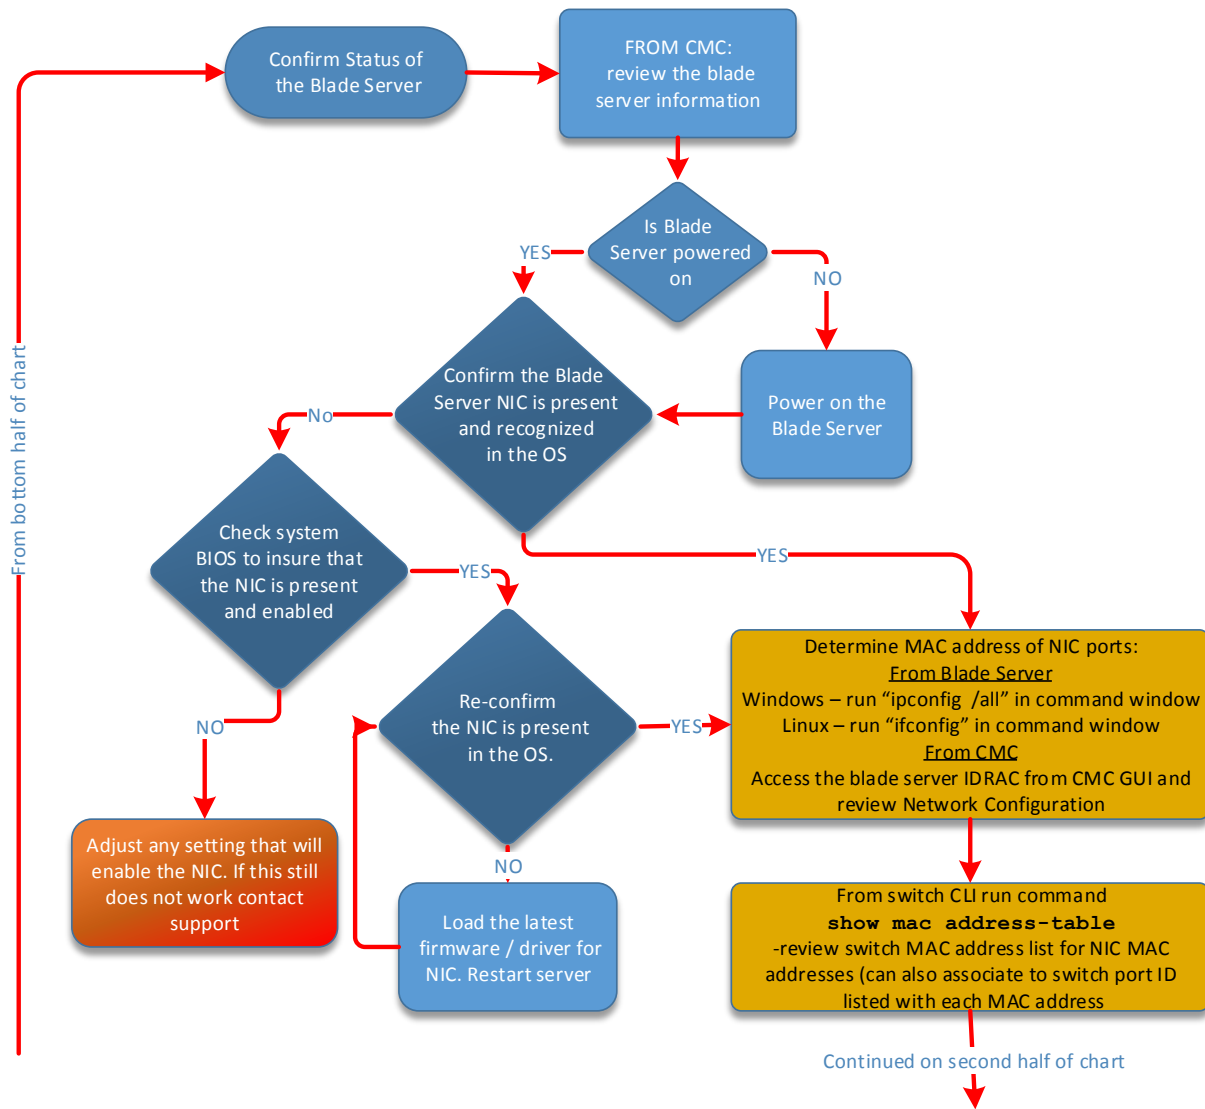 Confirm Status of
the Blade Server
FROM CMC:
review the blade
server information
Is Blade
Server powered
on
YES
NO
Confirm the Blade
Server NIC is present
and recognized
in the OS
Power on the
Blade Server
No
From bottom half of chart
Check system
BIOS to insure that
the NIC is present
and enabled
YES
YES
Re-confirm
the NIC is present
in the OS.
NO
YES
Determine MAC address of NIC ports:
From Blade Server
Windows – run “ipconfig /all” in command window
Linux – run “ifconfig” in command window
From CMC
Access the blade server IDRAC from CMC GUI and
review Network Configuration
Adjust any setting that will
enable the NIC. If this still
does not work contact
support
NO
Load the latest
firmware / driver for
NIC. Restart server
From switch CLI run command
show mac address-table
-review switch MAC address list for NIC MAC
addresses (can also associate to switch port ID
listed with each MAC address
Continued on second half of chart